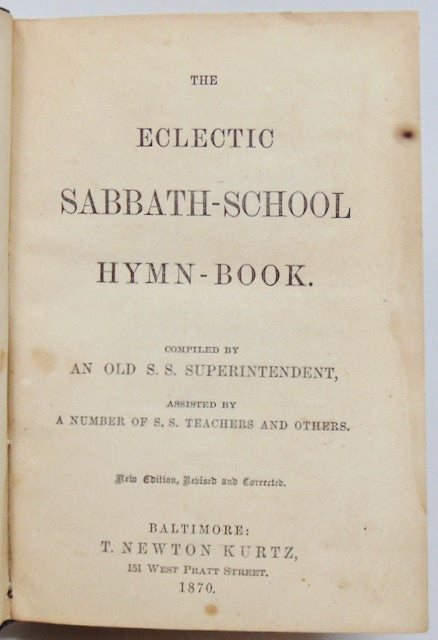 THE
ECLECTIC
SABBATH-SCHOOL
HYMN-BOOK.
COMPILED BY
AN OLD S. S. SUPERINTENDENT,
ASSISTED BY
A NUMBER OF S. S. TEACHERS AND OTHERS.
New Edition, Revised and Corrected.
BALTIMORE:
T. NEWTON KURTZ,
151 WEST PRATT STREET.
1870.